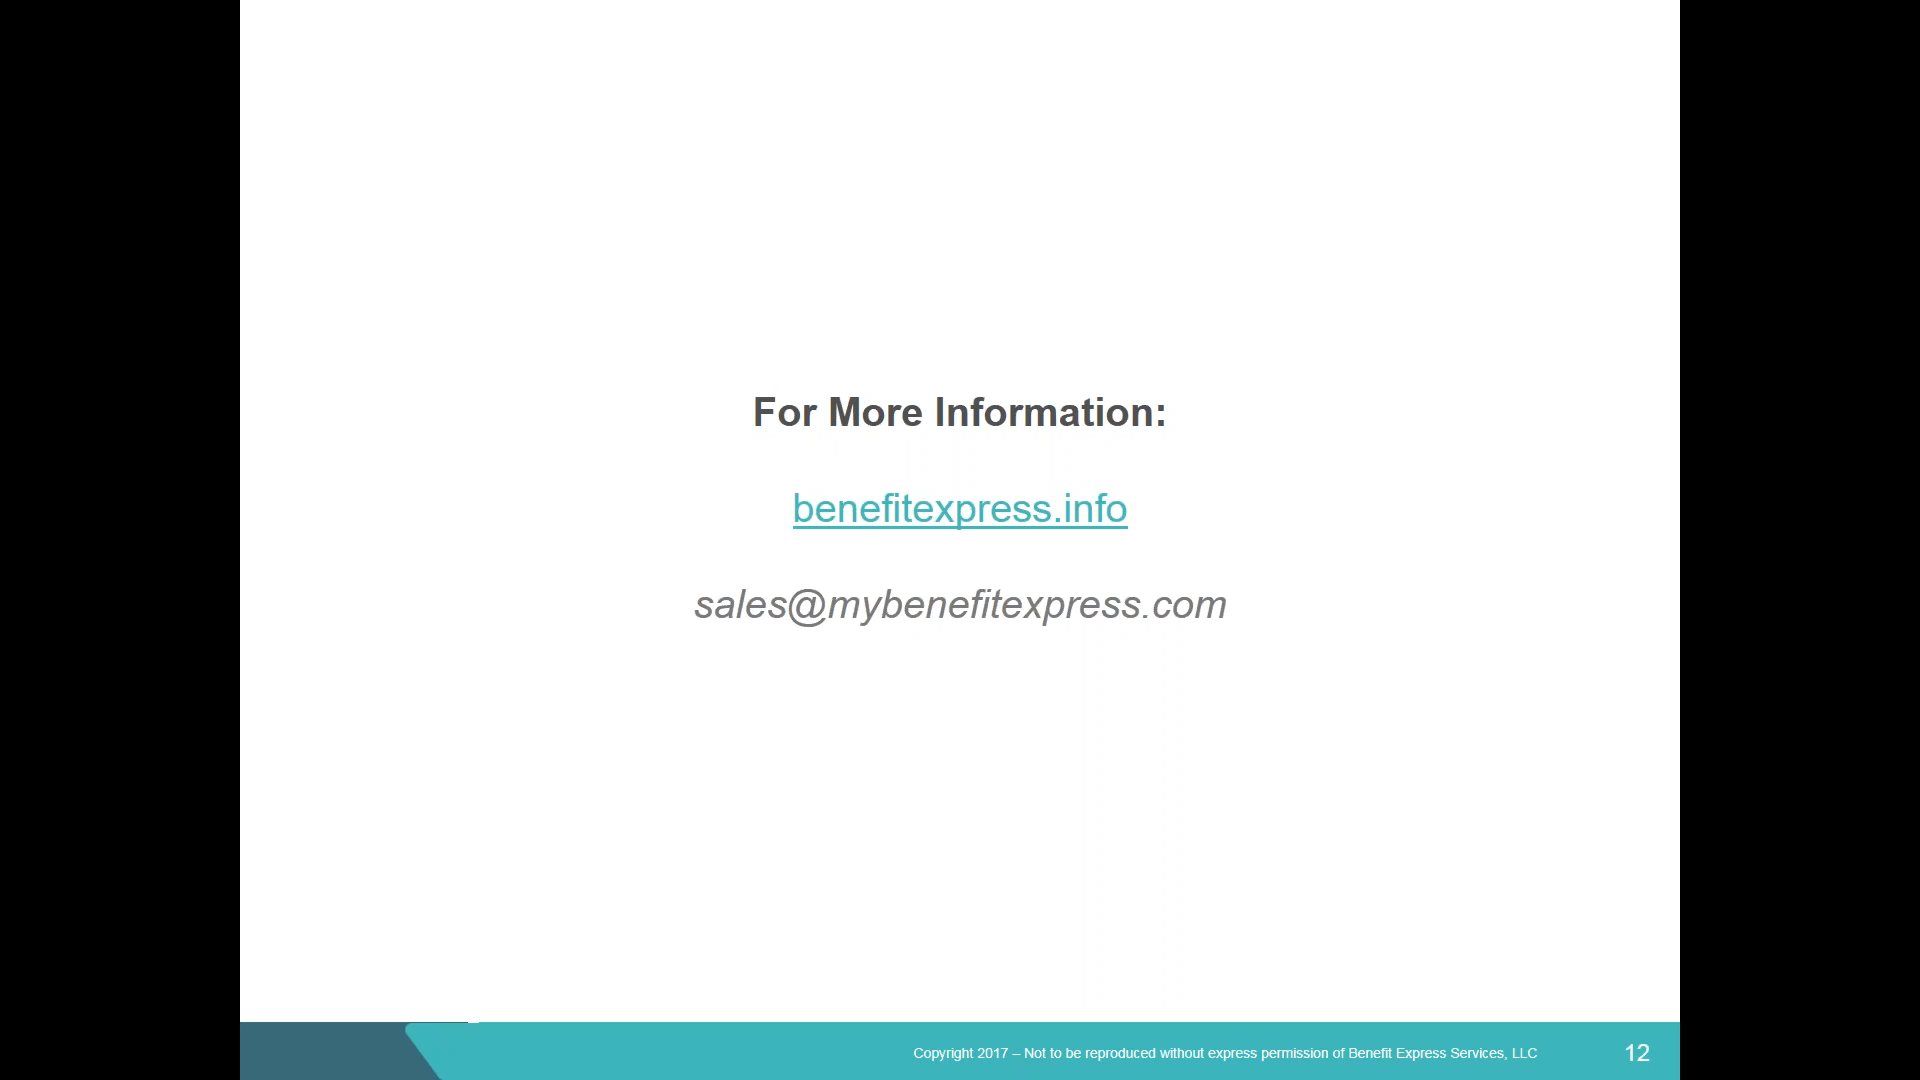 For More Information:
benefitexpress.info
sales@mybenefitexpress.com
Copyright 2017 – Not to be reproduced without express permission of Benefit Express Services, LLC
12